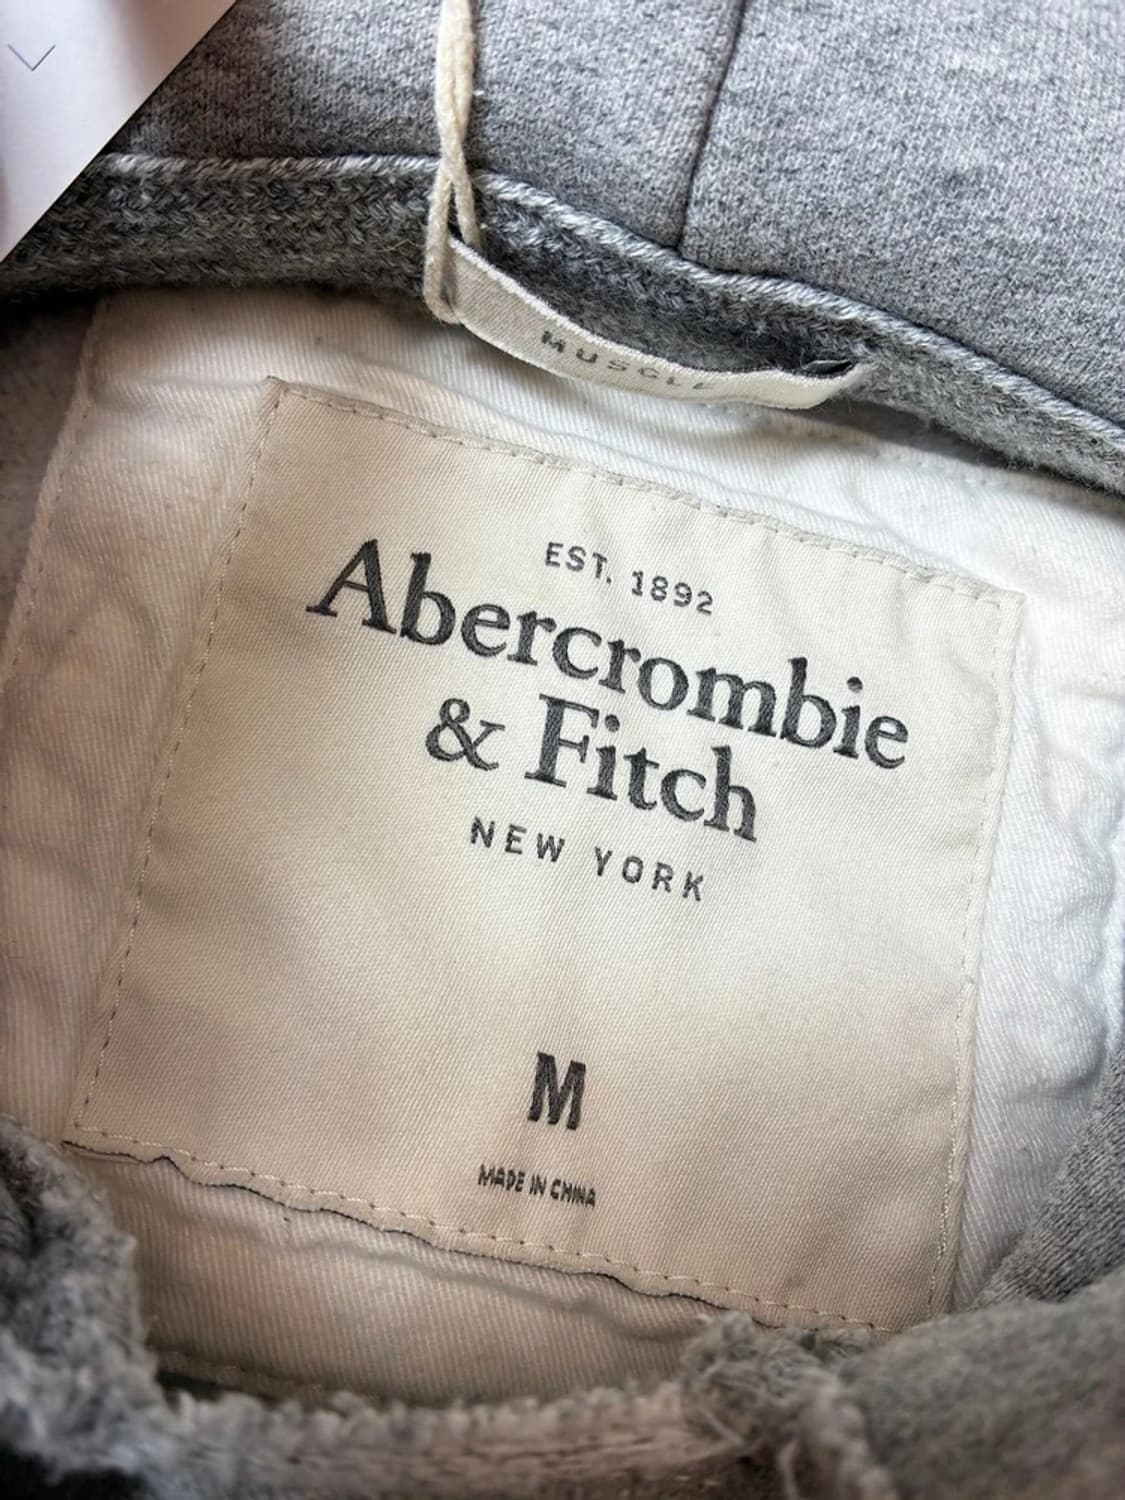 MUSCLE
EST. 1892
Abercrombie
& Fitch
NEW YORK
M
MADE IN CHINA